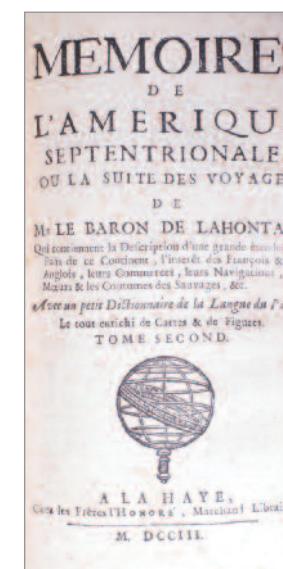 MEMOIRE
DE
L'AMERIQU
SEPTENTRIONALE
OU LA SUITE DES VOYAGE
DE
Mr LE BARON DE LAHONTA
Qui contiennent la Description d'une grande
Païs de ce Continent, l'interêt des François &
Anglois, leurs Commerces, leurs Navigations,
Mœurs & les Coutumes des Sauvages, &c.
Avec un petit Dictionnaire de la Langue du
Le tout enrichi de Cartes & de Figures.
TOME SECOND.
A LA HAYE,
Chez les Fréres l'HONORÉ, Marchand
M. DCCIII.